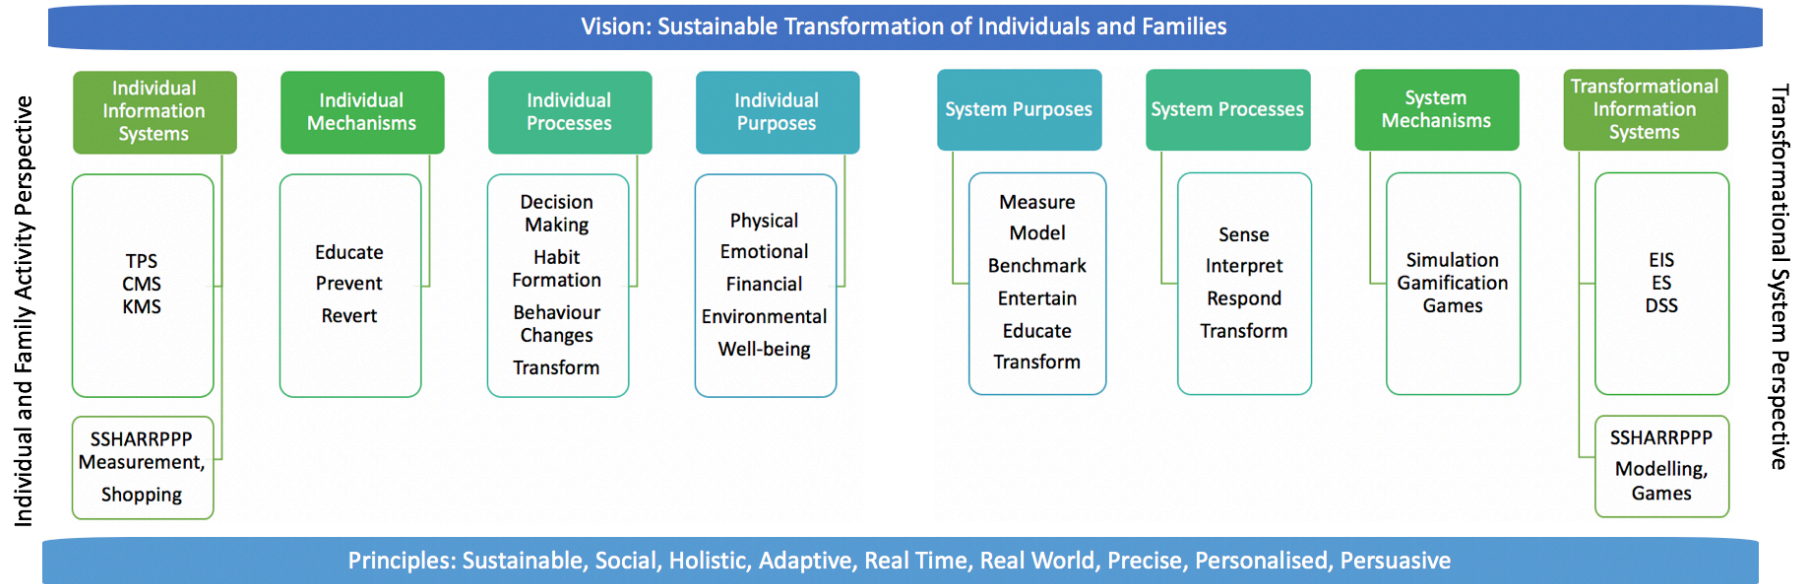 Vision: Sustainable Transformation of Individuals and Families
Individual and Family Activity Perspective
Individual
Information
Systems
TPS
CMS
KMS
SSHARRPPP
Measurement,
Shopping
Individual
Mechanisms
Educate
Prevent
Revert
Individual
Processes
Decision
Making
Habit
Formation
Behaviour
Changes
Transform
Individual
Purposes
Physical
Emotional
Financial
Environmental
Well-being
System Purposes
Measure
Model
Benchmark
Entertain
Educate
Transform
System Processes
Sense
Interpret
Respond
Transform
System
Mechanisms
Simulation
Gamification
Games
Transformational
Information
Systems
EIS
ES
DSS
SSHARRPPP
Modelling,
Games
Transformational System Perspective
Principles: Sustainable, Social, Holistic, Adaptive, Real Time, Real World, Precise, Personalised, Persuasive